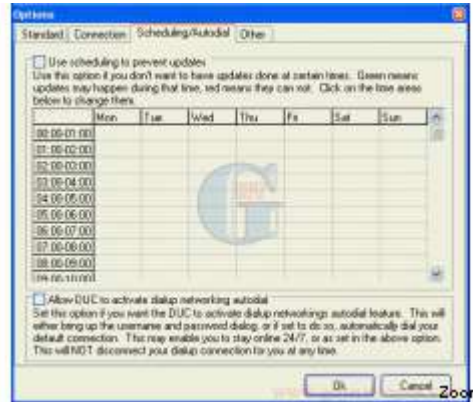 Options
Standard Connection Scheduling/Autodial Other
Use scheduling to prevent updates
Use this option if you don't want to have updates done at certain times. Green means
updates may happen during that time, red means they can not. Click on the time areas
below to change them.
Mon Tue Wed Thu Fri Sat Sun
00:00-01:00
01:00-02:00
02:00-03:00
03:00-04:00
04:00-05:00
05:00-06:00
06:00-07:00
07:00-08:00
08:00-09:00
09:00-10:00
Allow DUC to activate dialup networking autodial
Set this option if you want the DUC to activate dialup networkings autodial feature. This will
either bring up the username and password dialog, or if set to do so, automatically dial your
default connection. This may enable you to stay online 24/7, or as set in the above option.
This will NOT disconnect your dialup connection for you at any time.
Ok Cancel
Zoom